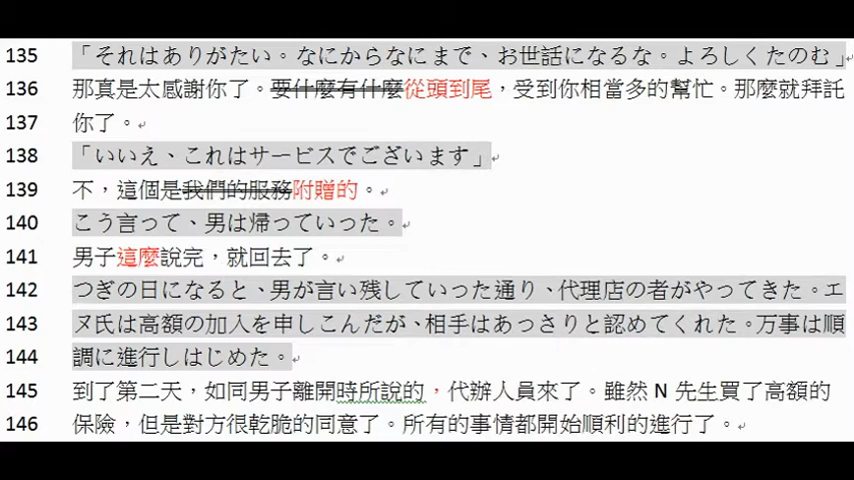 135 「それはありがたい。なにからなにまで、お世話になるな。よろしくたのむ」
136 那真是太感謝你了。要什麼有什麼從頭到尾，受到你相當多的幫忙。那麼就拜託
137 你了。
138 「いいえ、これはサービスでございます」
139 不，這個是我們的服務附贈的。
140 こう言って、男は帰っていった。
141 男子這麼說完，就回去了。
142 つぎの日になると、男が言い残していった通り、代理店の者がやってきた。エ
143 ヌ氏は高額の加入を申しこんだが、相手はあっさりと認めてくれた。万事は順
144 調に進行しはじめた。
145 到了第二天，如同男子離開時所說的，代辦人員來了。雖然 N 先生買了高額的
146 保險，但是對方很乾脆的同意了。所有的事情都開始順利的進行了。